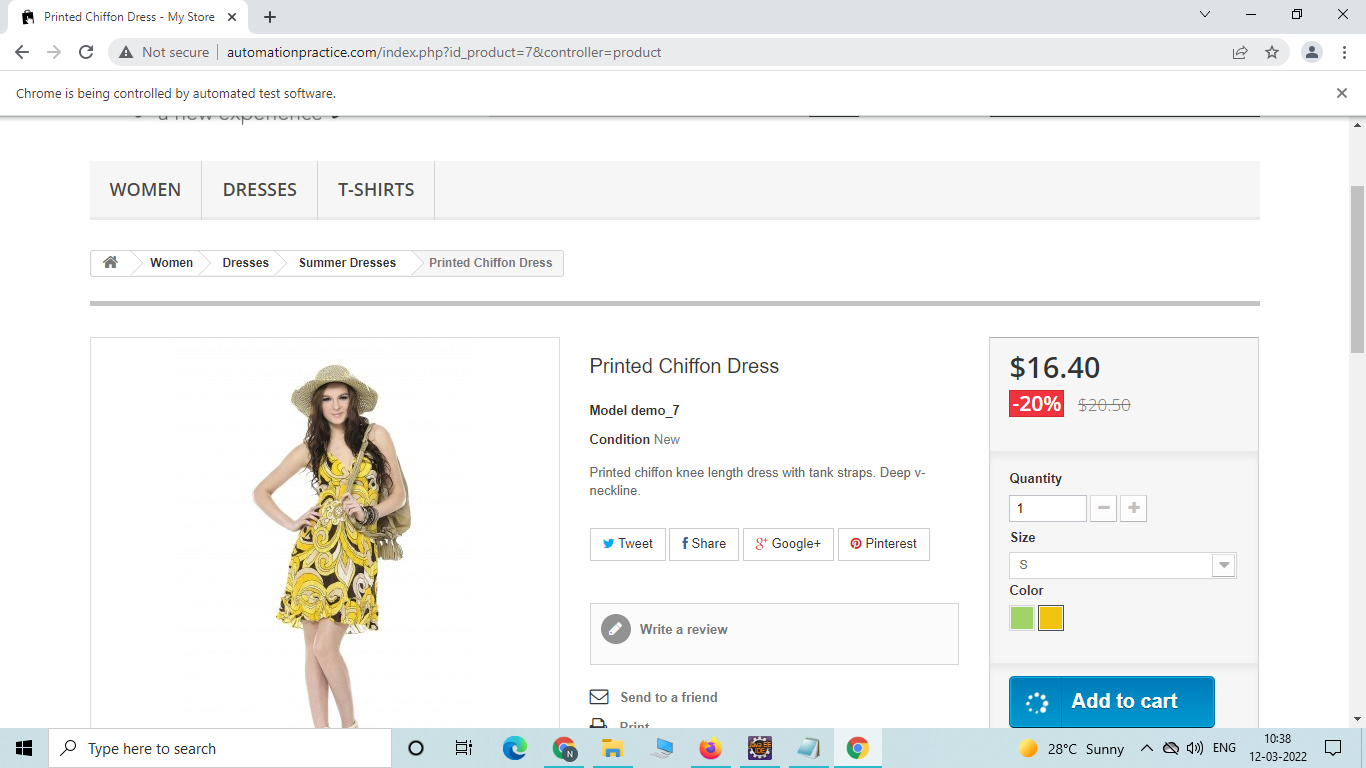 Printed Chiffon Dress - My Store
Not secure
automationpractice.com/index.php?id_product=7&controller=product
Chrome is being controlled by automated test software.
a new experience
WOMEN
DRESSES
T-SHIRTS
Women
Dresses
Summer Dresses
Printed Chiffon Dress
Printed Chiffon Dress
Model demo_7
Condition New
Printed chiffon knee length dress with tank straps. Deep v-
neckline.
Tweet
Share
Google+
Pinterest
Write a review
Send to a friend
Print
$16.40
-20% $20.50
Quantity
1
Size
S
Color
Add to cart
Type here to search
28°C Sunny
ENG
10:38
12-03-2022